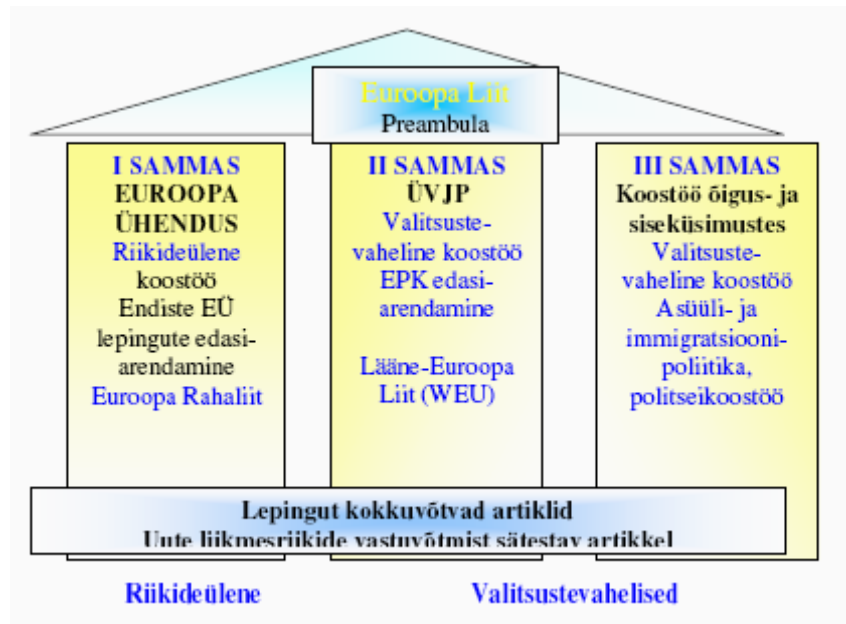 Euroopa Liit
Preambula
I SAMMAS
EUROOPA
ÜHENDUS
Riikideülene
koostöö
Endiste EÜ
lepingute edasi-
arendamine
Euroopa Rahaliit
II SAMMAS
ÜVJP
Valitsuste-
vaheline koostöö
EPK edasi-
arendamine
Lääne-Euroopa
Liit (WEU)
III SAMMAS
Koostöö õigus- ja
siseküsimustes
Valitsuste-
vaheline koostöö
Asüüli- ja
immigratsiooni-
poliitika,
politseikoostöö
Lepingut kokkuvõtvad artiklid
Uute liikmesriikide vastuvõtmist sätestav artikkel
Riikideülene
Valitsustevahelised